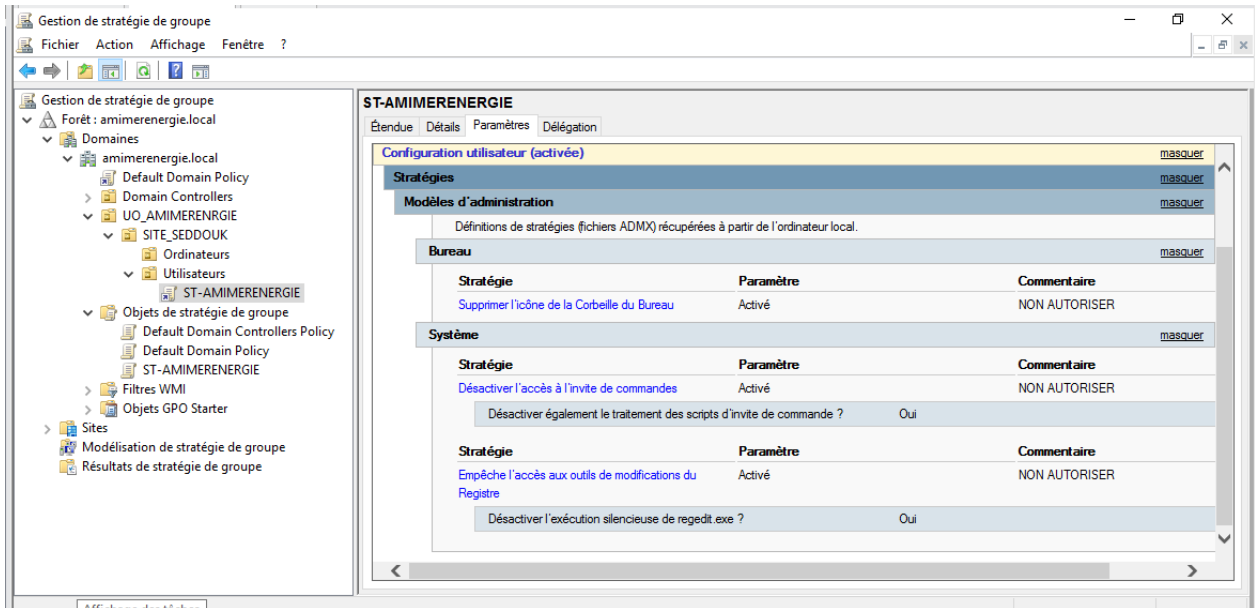 Gestion de stratégie de groupe
Fichier Action Affichage Fenêtre ?
Gestion de stratégie de groupe
Forêt : amimerenergie.local
Domaines
amimerenergie.local
Default Domain Policy
Domain Controllers
UO_AMIMERENRGIE
SITE_SEDDOUK
Ordinateurs
Utilisateurs
ST-AMIMERENERGIE
Objets de stratégie de groupe
Default Domain Controllers Policy
Default Domain Policy
ST-AMIMERENERGIE
Filtres WMI
Objets GPO Starter
Sites
Modélisation de stratégie de groupe
Résultats de stratégie de groupe
ST-AMIMERENERGIE
Étendue Détails Paramètres Délégation
Configuration utilisateur (activée) masquer
Stratégies masquer
Modèles d'administration masquer
Définitions de stratégies (fichiers ADMX) récupérées à partir de l'ordinateur local.
Bureau masquer
Stratégie Paramètre Commentaire
Supprimer l'icône de la Corbeille du Bureau Activé NON AUTORISER
Système masquer
Stratégie Paramètre Commentaire
Désactiver l'accès à l'invite de commandes Activé NON AUTORISER
Désactiver également le traitement des scripts d'invite de commande ? Oui
Stratégie Paramètre Commentaire
Empêche l'accès aux outils de modifications du Activé NON AUTORISER
Registre
Désactiver l'exécution silencieuse de regedit.exe ? Oui